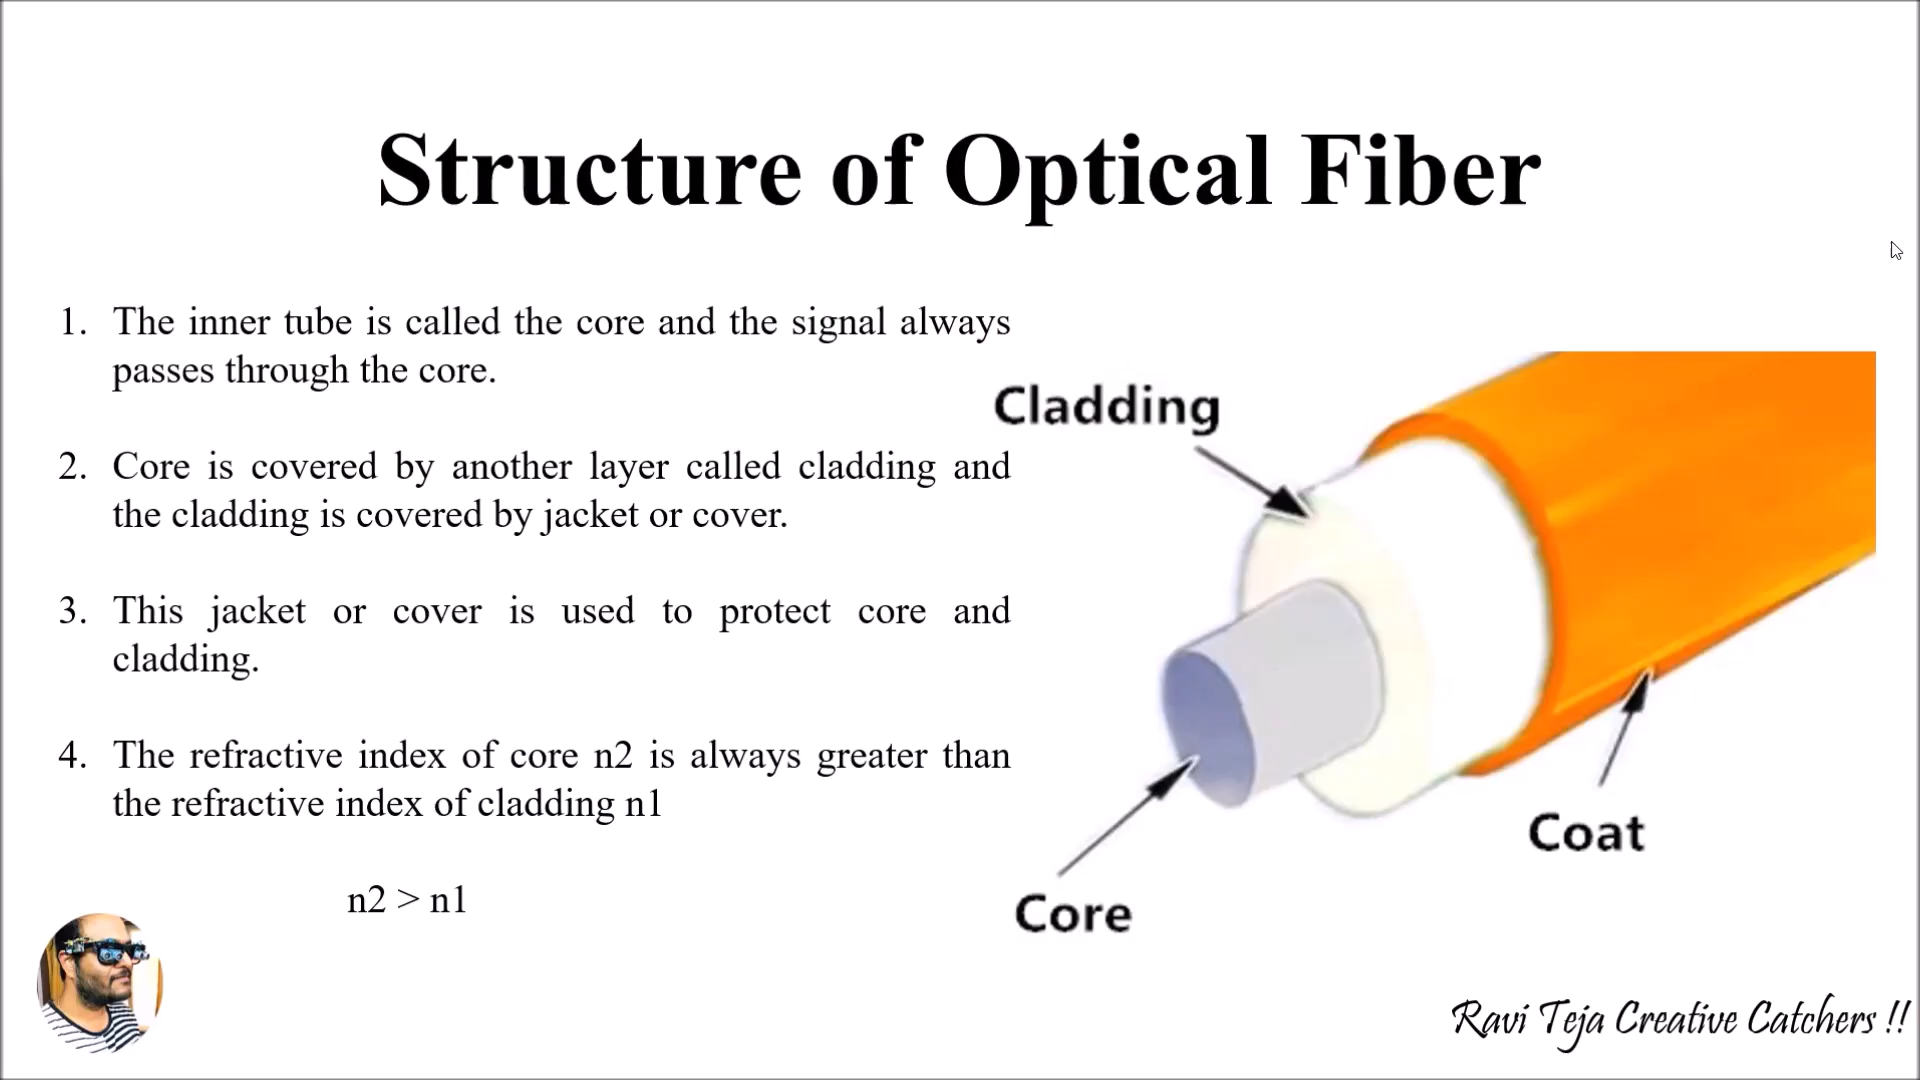 Structure of Optical Fiber
1. The inner tube is called the core and the signal always
passes through the core.
2. Core is covered by another layer called cladding and
the cladding is covered by jacket or cover.
3. This jacket or cover is used to protect core and
cladding.
4. The refractive index of core n2 is always greater than
the refractive index of cladding n1
n2 > n1
Cladding
Coat
Core
Ravi Teja Creative Catchers !!